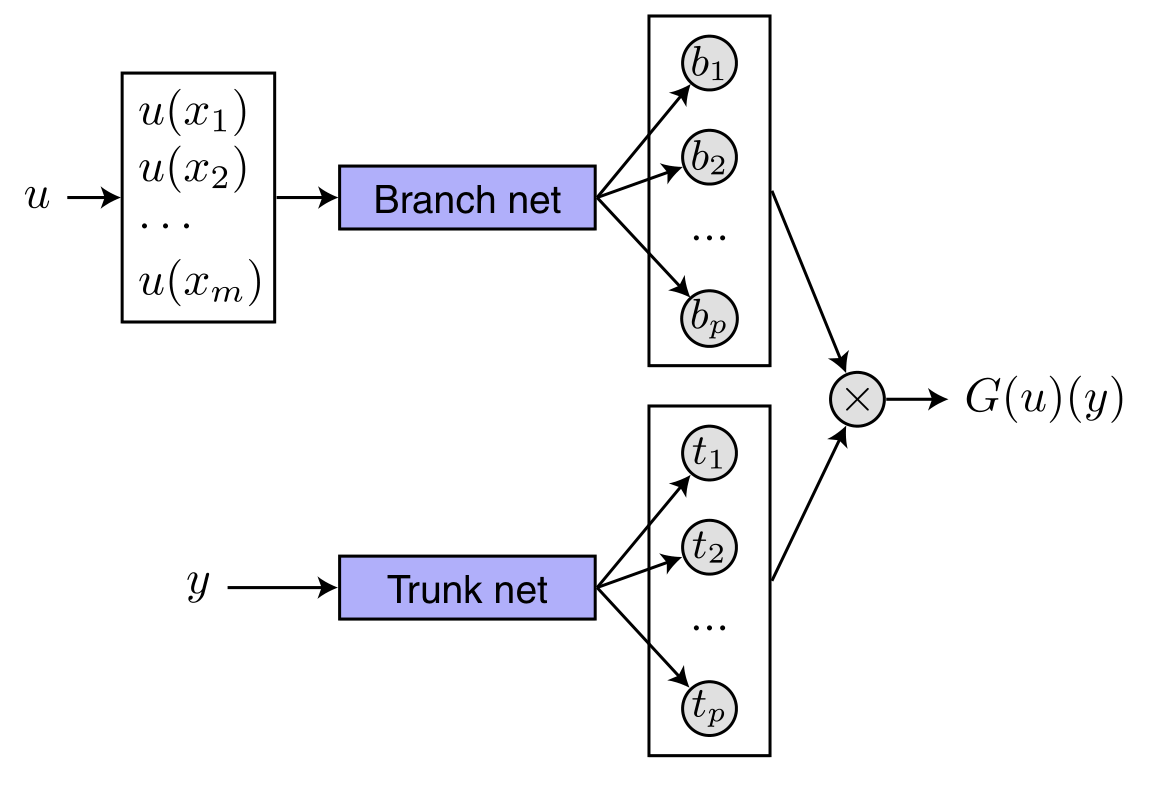 u
u(x₁)
u(x₂)
...
u(xₘ)
Branch net
b₁
b₂
...
bₚ
×
G(u)(y)
y
Trunk net
t₁
t₂
...
tₚ